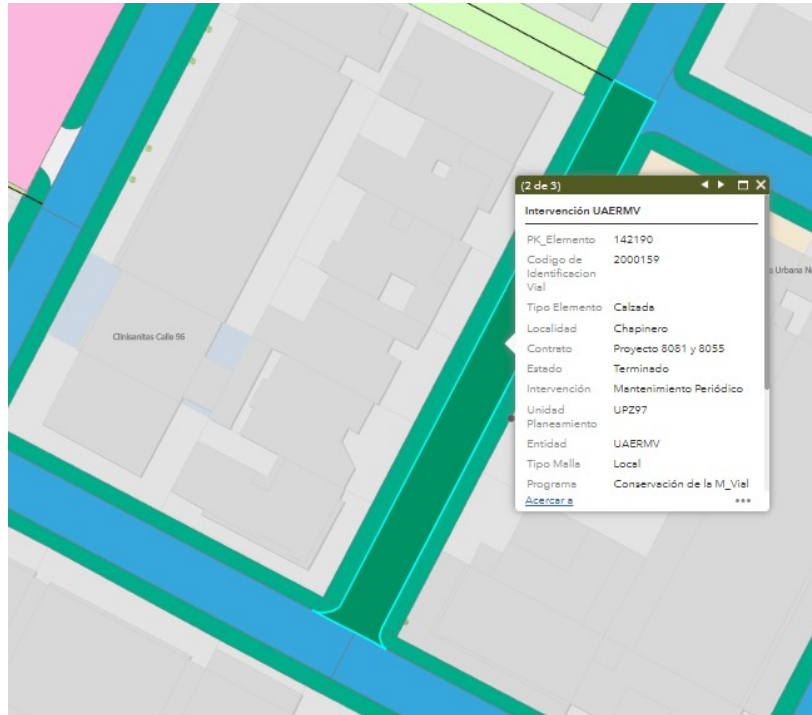 (2 de 3)
Intervención UAERMV
PK_Elemento 142190
Codigo de 2000159
Identificacion
Vial
Tipo Elemento Calzada
Localidad Chapinero
Contrato Proyecto 8081 y 8055
Estado Terminado
Intervención Mantenimiento Periódico
Unidad UPZ97
Planeamiento
Entidad UAERMV
Tipo Malla Local
Programa Conservación de la M_Vial
Acercar a
Urbana
Clinisanitas Calle 96